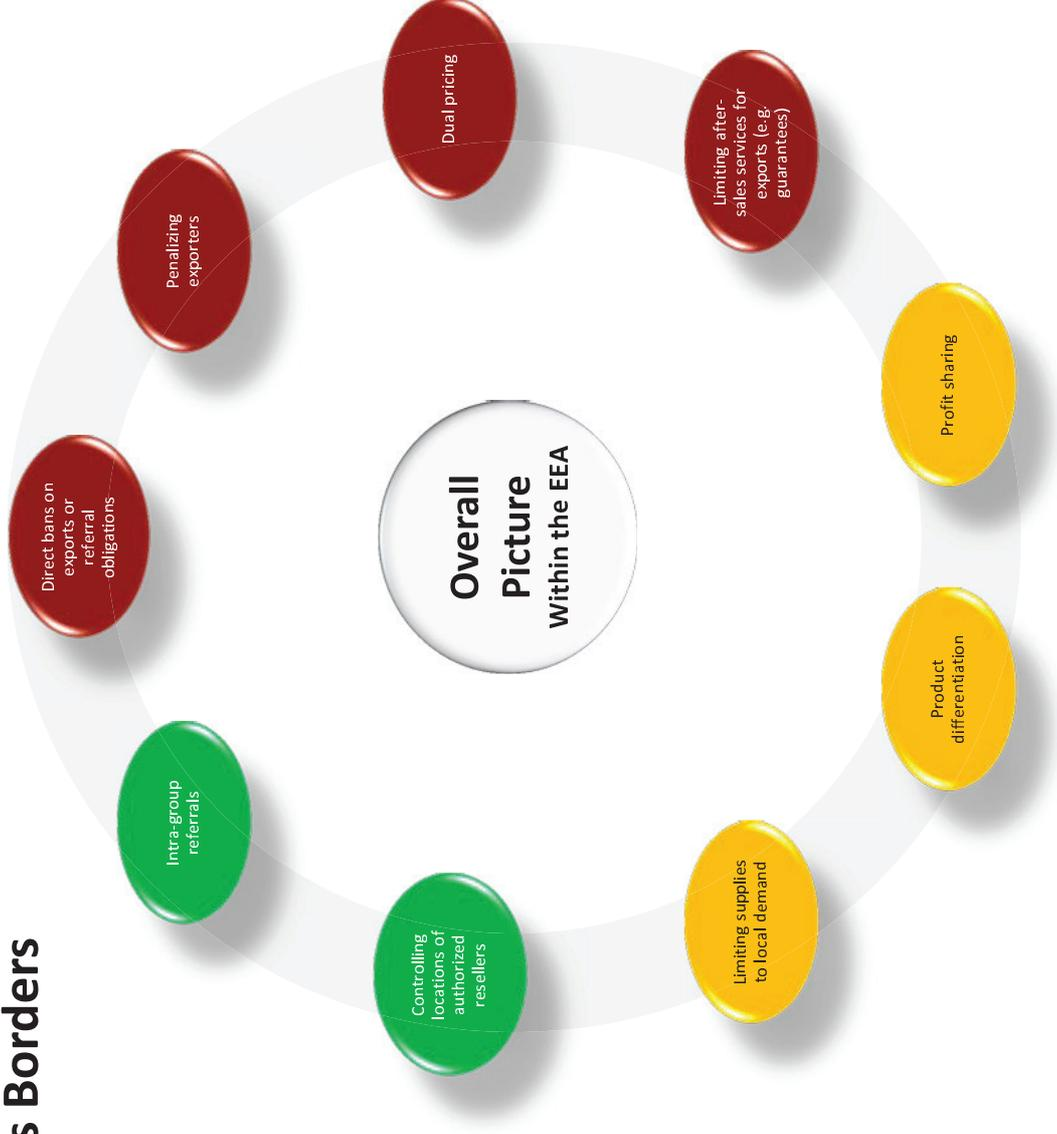 s Borders
Direct bans on
exports or
referral
obligations
Penalizing
exporters
Dual pricing
Limiting after-
sales services for
exports (e.g.
guarantees)
Profit sharing
Product
differentiation
Limiting supplies
to local demand
Controlling
locations of
authorized
resellers
Intra-group
referrals
Overall
Picture
Within the EEA